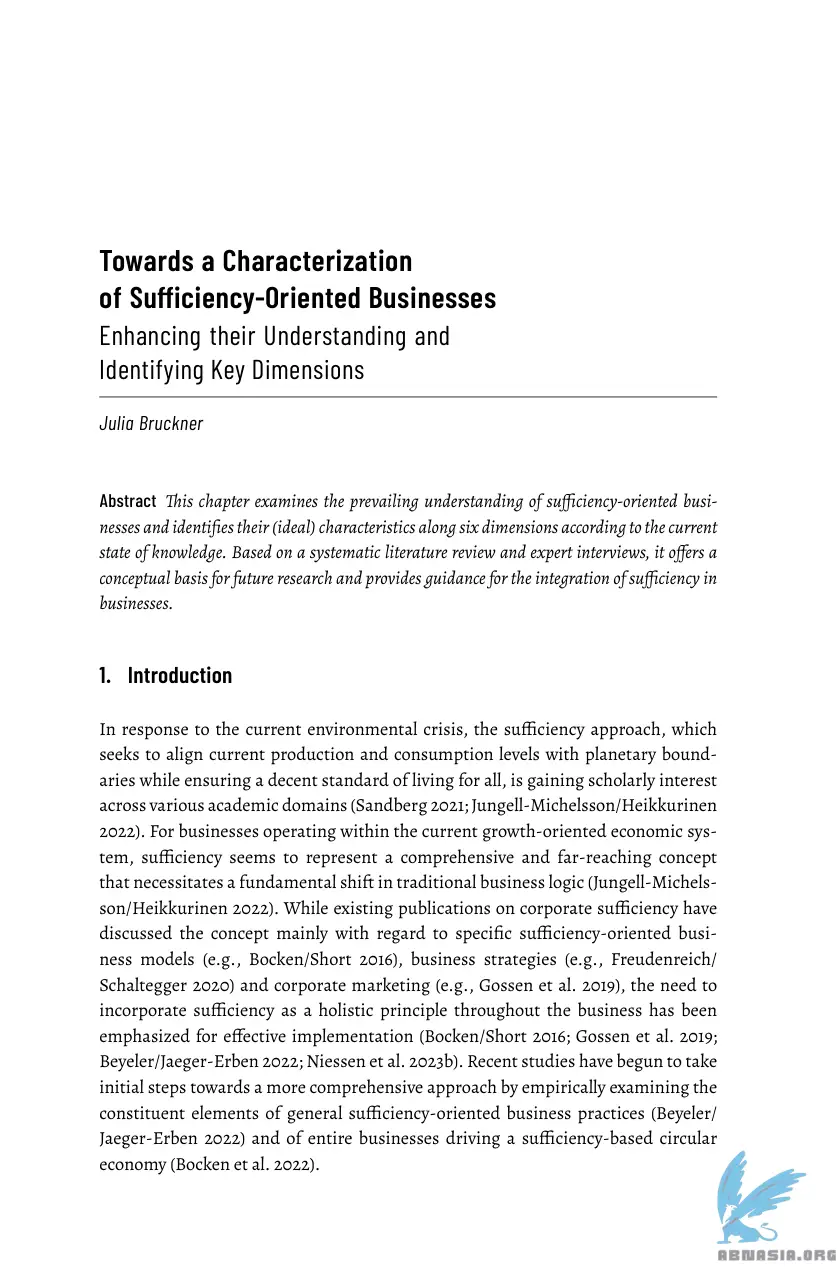 Towards a Characterization
of Sufficiency-Oriented Businesses
Enhancing their Understanding and
Identifying Key Dimensions
Julia Bruckner
Abstract This chapter examines the prevailing understanding of sufficiency-oriented busi-
nesses and identifies their (ideal) characteristics along six dimensions according to the current
state of knowledge. Based on a systematic literature review and expert interviews, it offers a
conceptual basis for future research and provides guidance for the integration of sufficiency in
businesses.
1. Introduction
In response to the current environmental crisis, the sufficiency approach, which
seeks to align current production and consumption levels with planetary bound-
aries while ensuring a decent standard of living for all, is gaining scholarly interest
across various academic domains (Sandberg 2021; Jungell-Michelsson/Heikkurinen
2022). For businesses operating within the current growth-oriented economic sys-
tem, sufficiency seems to represent a comprehensive and far-reaching concept
that necessitates a fundamental shift in traditional business logic (Jungell-Michels-
son/Heikkurinen 2022). While existing publications on corporate sufficiency have
discussed the concept mainly with regard to specific sufficiency-oriented busi-
ness models (e.g., Bocken/Short 2016), business strategies (e.g., Freudenreich/
Schaltegger 2020) and corporate marketing (e.g., Gossen et al. 2019), the need to
incorporate sufficiency as a holistic principle throughout the business has been
emphasized for effective implementation (Bocken/Short 2016; Gossen et al. 2019;
Beyeler/Jaeger-Erben 2022; Niessen et al. 2023b). Recent studies have begun to take
initial steps towards a more comprehensive approach by empirically examining the
constituent elements of general sufficiency-oriented business practices (Beyeler/
Jaeger-Erben 2022) and of entire businesses driving a sufficiency-based circular
economy (Bocken et al. 2022).
ABNASIA.ORG